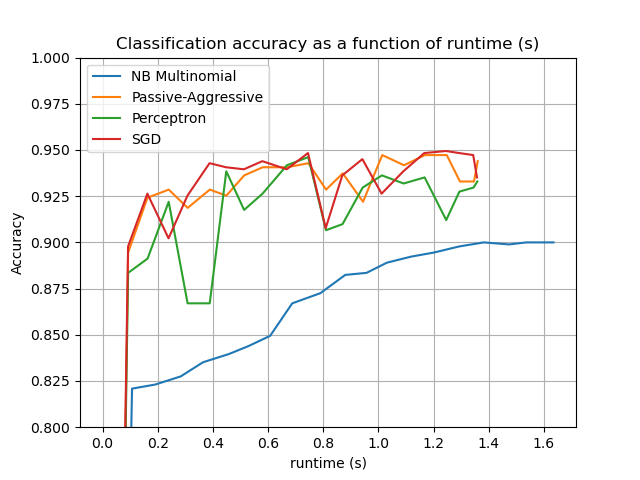 Classification accuracy as a function of runtime (s)
1.000
0.975
0.950
0.925
0.900
0.875
0.850
0.825
0.800
Accuracy
NB Multinomial
Passive-Aggressive
Perceptron
SGD
0.0 0.2 0.4 0.6 0.8 1.0 1.2 1.4 1.6
runtime (s)